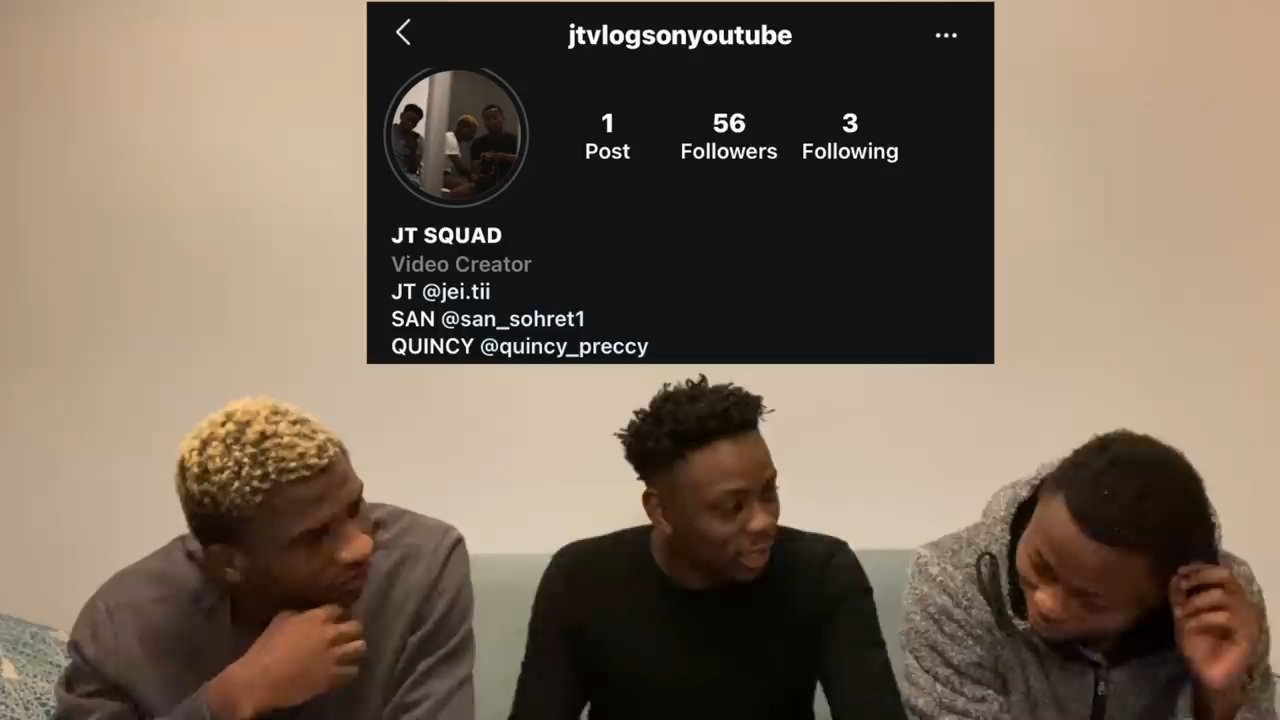 jtvlogsonyoutube
1 56 3
Post Followers Following
JT SQUAD
Video Creator
JT @jei.tii
SAN @san_sohret1
QUINCY @quincy_preccy